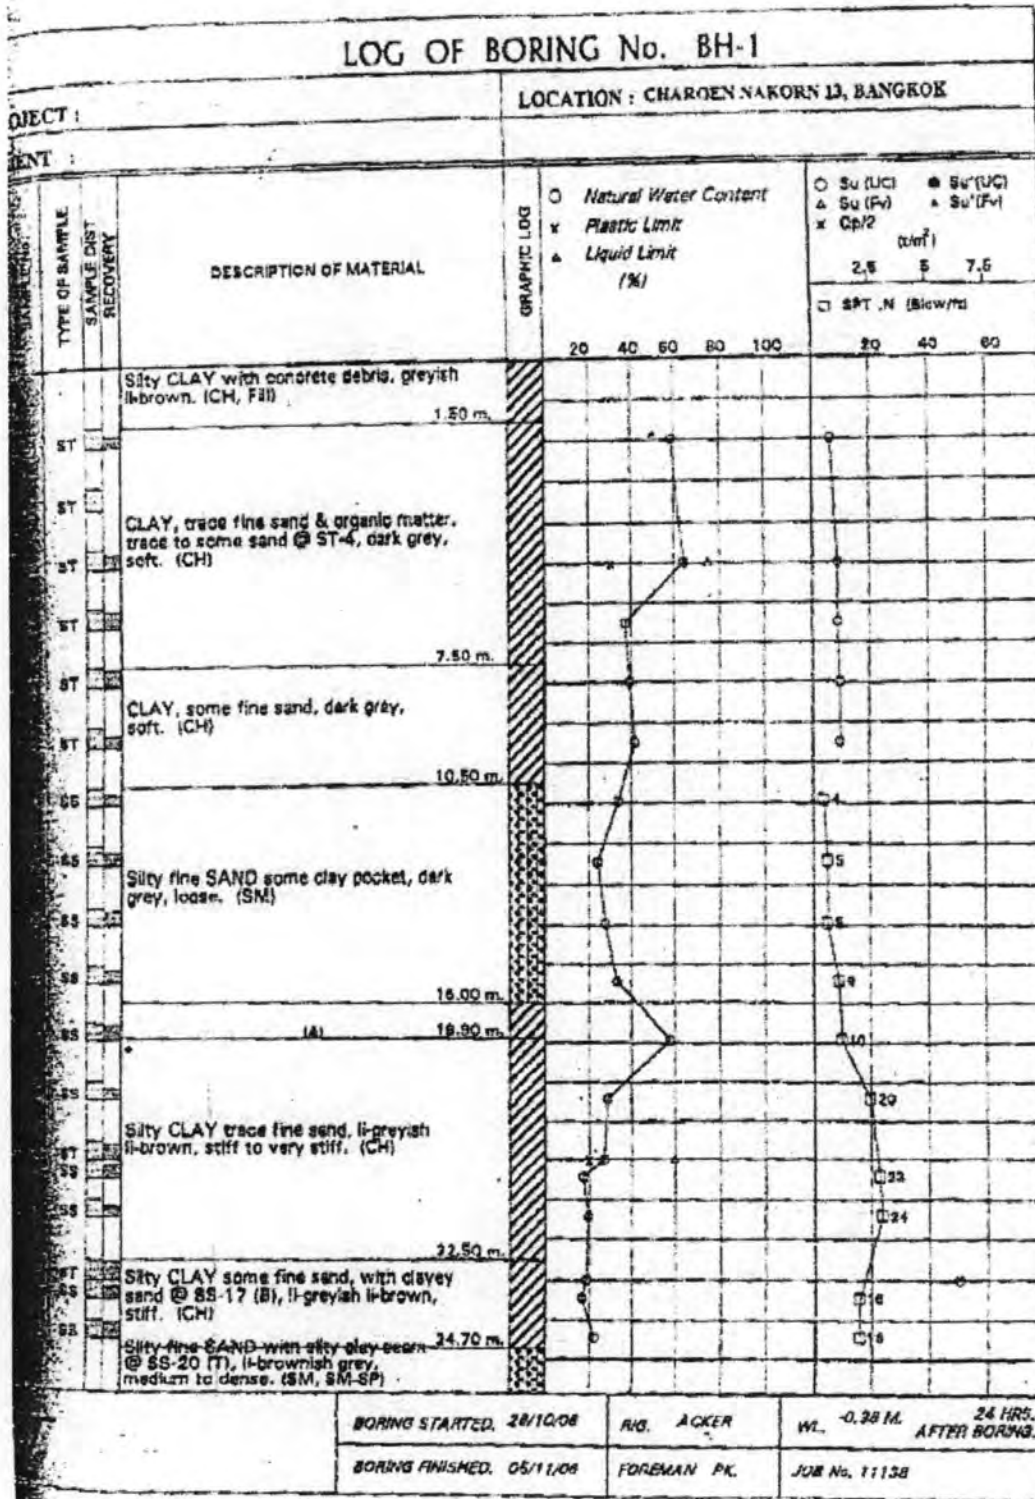 LOG OF BORING No. BH-1
OJECT :
LOCATION : CHAROEN NAKORN 13, BANGKOK
ENT :
TYPE OF SAMPLE
SAMPLE DIST
RECOVERY
DESCRIPTION OF MATERIAL
GRAPHIC LOG
O Natural Water Content
x Plastic Limit
△ Liquid Limit
(%)
○ Su (UC) ● Su'(UC)
△ Su (Fv) ▲ Su'(Fv)
x Qp/2
(t/m²)
2.5 5 7.5
□ SPT .N (Blow/ft)
20 40 60 80 100
20 40 60
Silty CLAY with concrete debris, greyish
li-brown. (CH, Fill)
1.50 m.
ST
ST
CLAY, trace fine sand & organic matter,
trace to some sand @ ST-4, dark grey,
soft. (CH)
ST
ST
7.50 m.
ST
CLAY, some fine sand, dark grey,
soft. (CH)
ST
10.50 m.
SS
4
SS
5
Silty fine SAND some clay pocket, dark
grey, loose. (SM)
SS
5
SS
9
16.00 m.
SS
(A) 16.90 m.
10
SS
20
Silty CLAY trace fine sand, li-greyish
li-brown, stiff to very stiff. (CH)
ST
SS
23
SS
24
22.50 m.
ST
SS
Silty CLAY some fine sand, with clayey
sand @ SS-17 (B), li-greyish li-brown,
stiff. (CH)
16
SS
24.70 m.
Silty fine SAND with silty clay seam
@ SS-20 (T), li-brownish grey,
medium to dense. (SM, SM-SP)
BORING STARTED. 28/10/06
RIG. ACKER
WL. -0.38 M. 24 HRS.
AFTER BORING.
BORING FINISHED. 05/11/06
FOREMAN PK.
JOB No. 11138